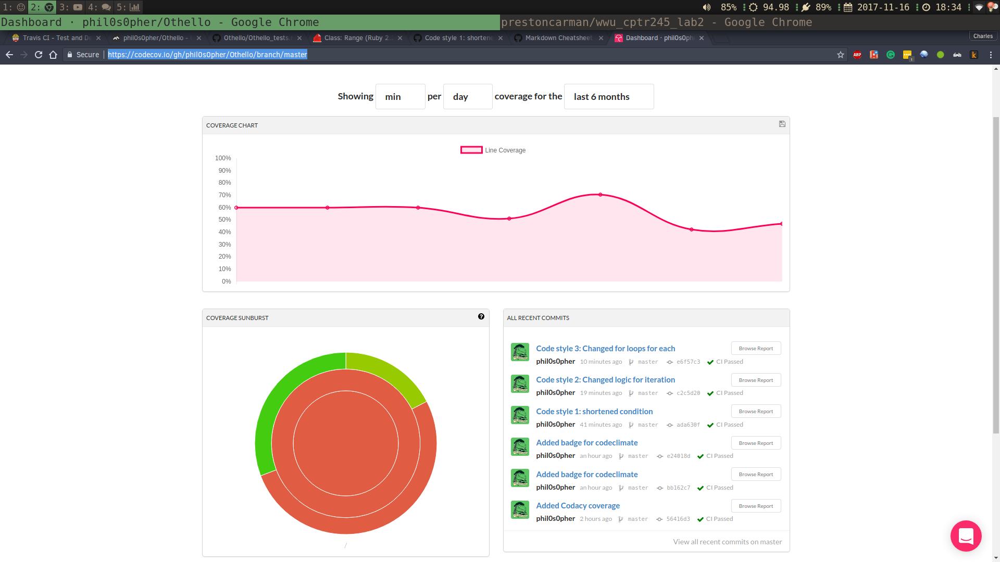 1: 2: 3: 4: 5: 85% 94.98 89% 2017-11-16 18:34
Dashboard · phil0s0pher/Othello - Google Chrome prestoncarman/wwu_cptr245_lab2 - Google Chrome
Travis CI - Test and De phil0s0pher/Othello - Othello/Othello_tests. Class: Range (Ruby 2. Code style 1: shortene Markdown Cheatsheet Dashboard · phil0s0ph Charles
Secure https://codecov.io/gh/phil0s0pher/Othello/branch/master ABP 1 k
Showing min per day coverage for the last 6 months
COVERAGE CHART
Line Coverage
100%
90%
80%
70%
60%
50%
40%
30%
20%
10%
0%
COVERAGE SUNBURST ?
/
ALL RECENT COMMITS
Code style 3: Changed for loops for each Browse Report
phil0s0pher 10 minutes ago master e6f57c3 CI Passed
Code style 2: Changed logic for iteration Browse Report
phil0s0pher 19 minutes ago master c2c5d20 CI Passed
Code style 1: shortened condition Browse Report
phil0s0pher 41 minutes ago master ada630f CI Passed
Added badge for codeclimate Browse Report
phil0s0pher an hour ago master e24018d CI Passed
Added badge for codeclimate Browse Report
phil0s0pher an hour ago master bb162c7 CI Passed
Added Codacy coverage Browse Report
phil0s0pher 2 hours ago master 56416d3 CI Passed
View all recent commits on master